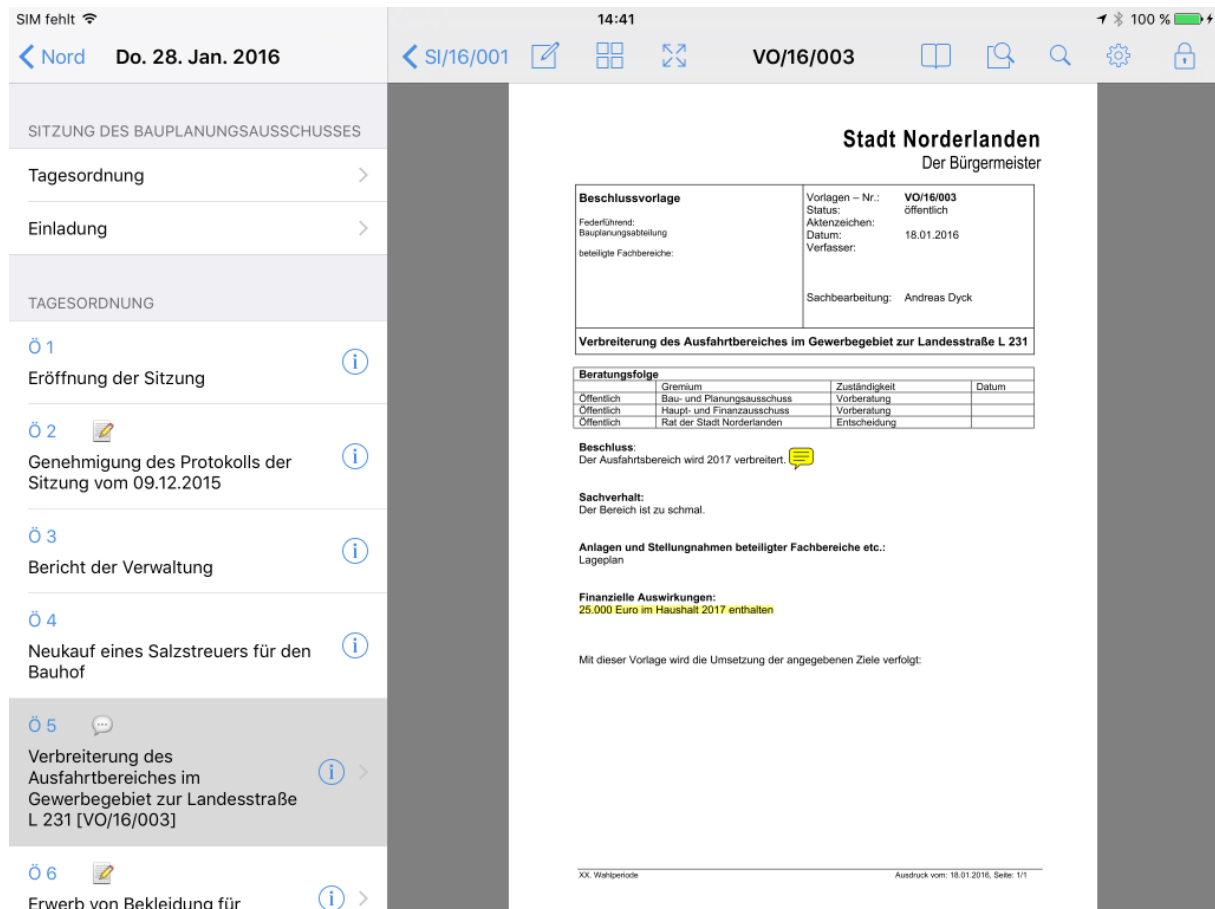 SIM fehlt
14:41
100 %
Nord
Do. 28. Jan. 2016
SI/16/001
VO/16/003
SITZUNG DES BAUPLANUNGSAUSSCHUSSES
Tagesordnung
Einladung
TAGESORDNUNG
Ö 1
Eröffnung der Sitzung
Ö 2
Genehmigung des Protokolls der
Sitzung vom 09.12.2015
Ö 3
Bericht der Verwaltung
Ö 4
Neukauf eines Salzstreuers für den
Bauhof
Ö 5
Verbreiterung des
Ausfahrtbereiches im
Gewerbegebiet zur Landesstraße
L 231 [VO/16/003]
Ö 6
Erwerb von Bekleidung für
Stadt Norderlanden
Der Bürgermeister
Beschlussvorlage
Federführend:
Bauplanungsabteilung
beteiligte Fachbereiche:
Vorlagen – Nr.: VO/16/003
Status: öffentlich
Aktenzeichen:
Datum: 18.01.2016
Verfasser:
Sachbearbeitung: Andreas Dyck
Verbreiterung des Ausfahrtbereiches im Gewerbegebiet zur Landesstraße L 231
Beratungsfolge
Gremium Zuständigkeit Datum
Öffentlich Bau- und Planungsausschuss Vorberatung
Öffentlich Haupt- und Finanzausschuss Vorberatung
Öffentlich Rat der Stadt Norderlanden Entscheidung
Beschluss:
Der Ausfahrtsbereich wird 2017 verbreitert.
Sachverhalt:
Der Bereich ist zu schmal.
Anlagen und Stellungnahmen beteiligter Fachbereiche etc.:
Lageplan
Finanzielle Auswirkungen:
25.000 Euro im Haushalt 2017 enthalten
Mit dieser Vorlage wird die Umsetzung der angegebenen Ziele verfolgt:
XX. Wahlperiode Ausdruck vom: 18.01.2016, Seite: 1/1